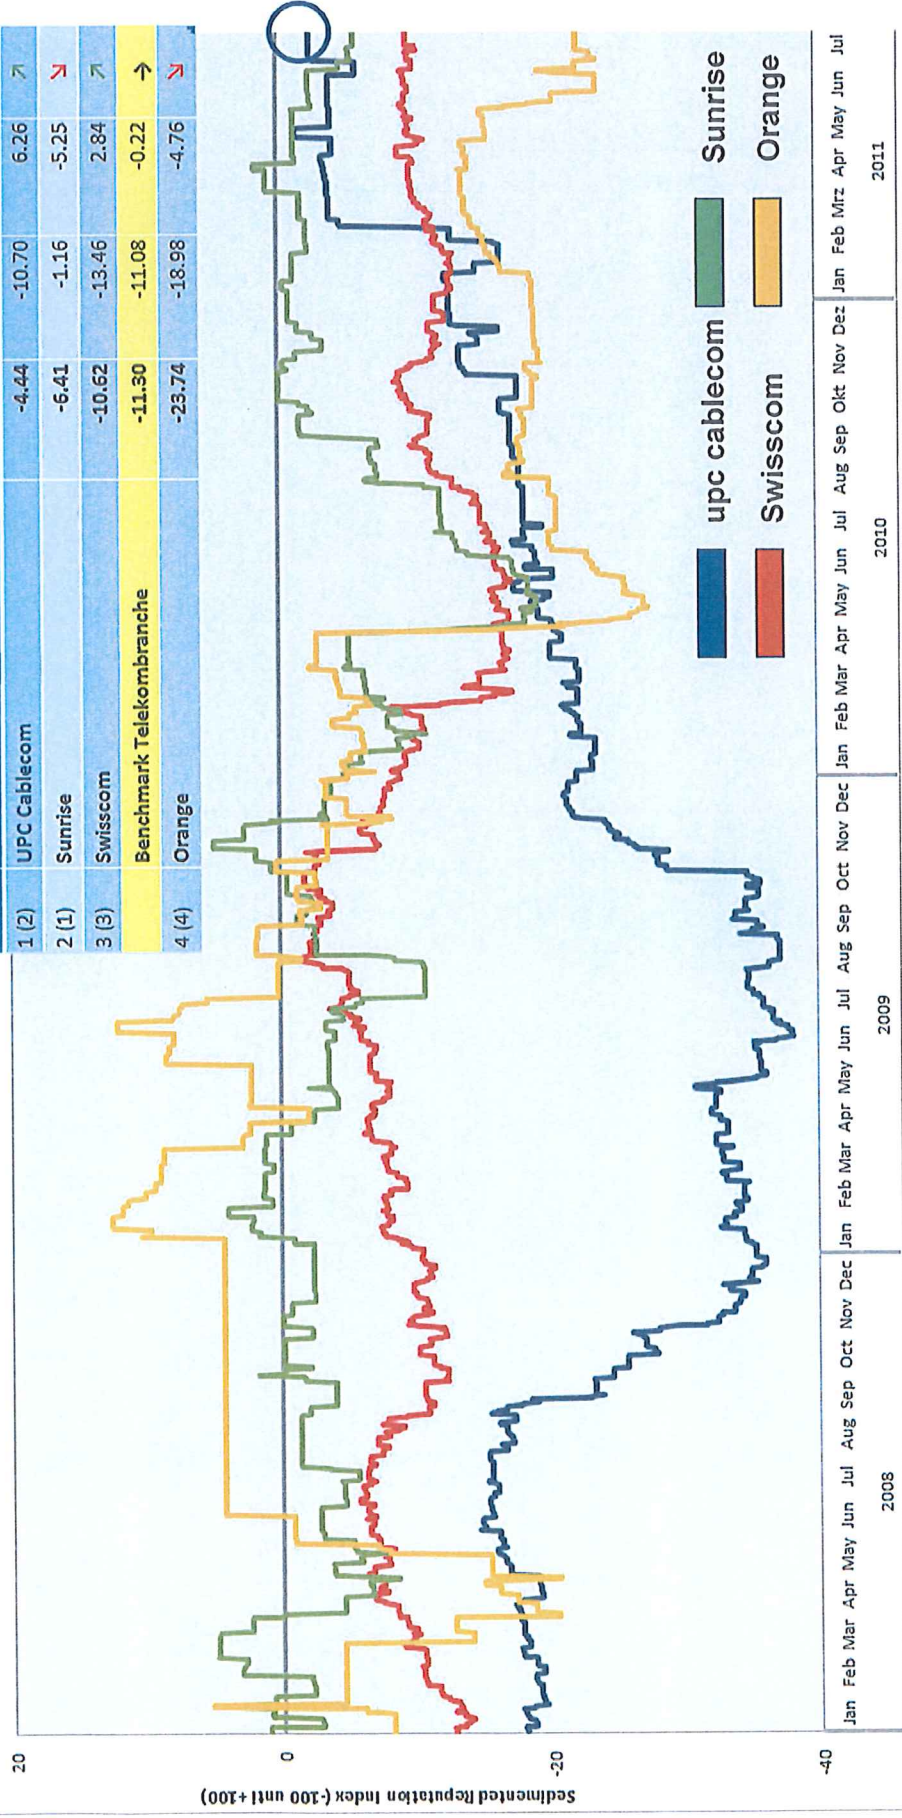 1 (2) UPC Cablecom -4.44 -10.70 6.26 ↗
2 (1) Sunrise -6.41 -1.16 -5.25 ↘
3 (3) Swisscom -10.62 -13.46 2.84 ↗
Benchmark Telekombranche -11.30 -11.08 -0.22 →
4 (4) Orange -23.74 -18.98 -4.76 ↘
Sedimented Reputation Index (-100 until +100)
20
0
-20
-40
upc cablecom
Sunrise
Swisscom
Orange
Jan Feb Mar Apr May Jun Jul Aug Sep Oct Nov Dec Jan Feb Mar Apr May Jun Jul Aug Sep Oct Nov Dec Jan Feb Mar Apr May Jun Jul Aug Sep Okt Nov Dez Jan Feb Mrz Apr May Jun Jul
2008 2009 2010 2011